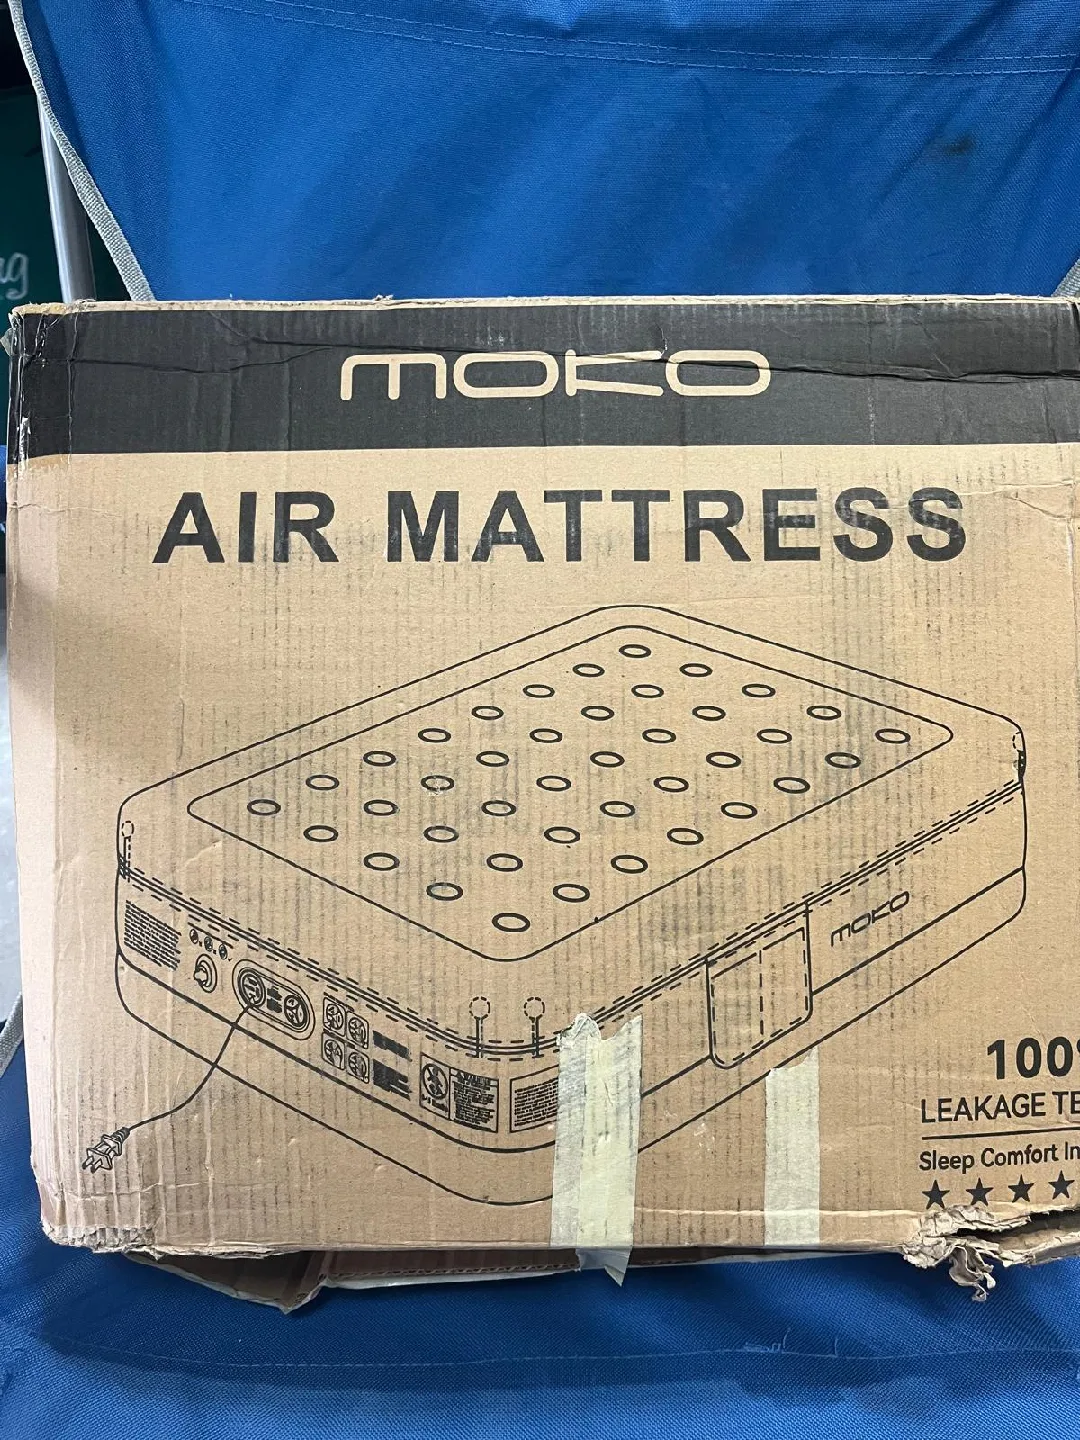 MOKO
AIR MATTRESS
MOKO
100%
LEAKAGE TE
Sleep Comfort In